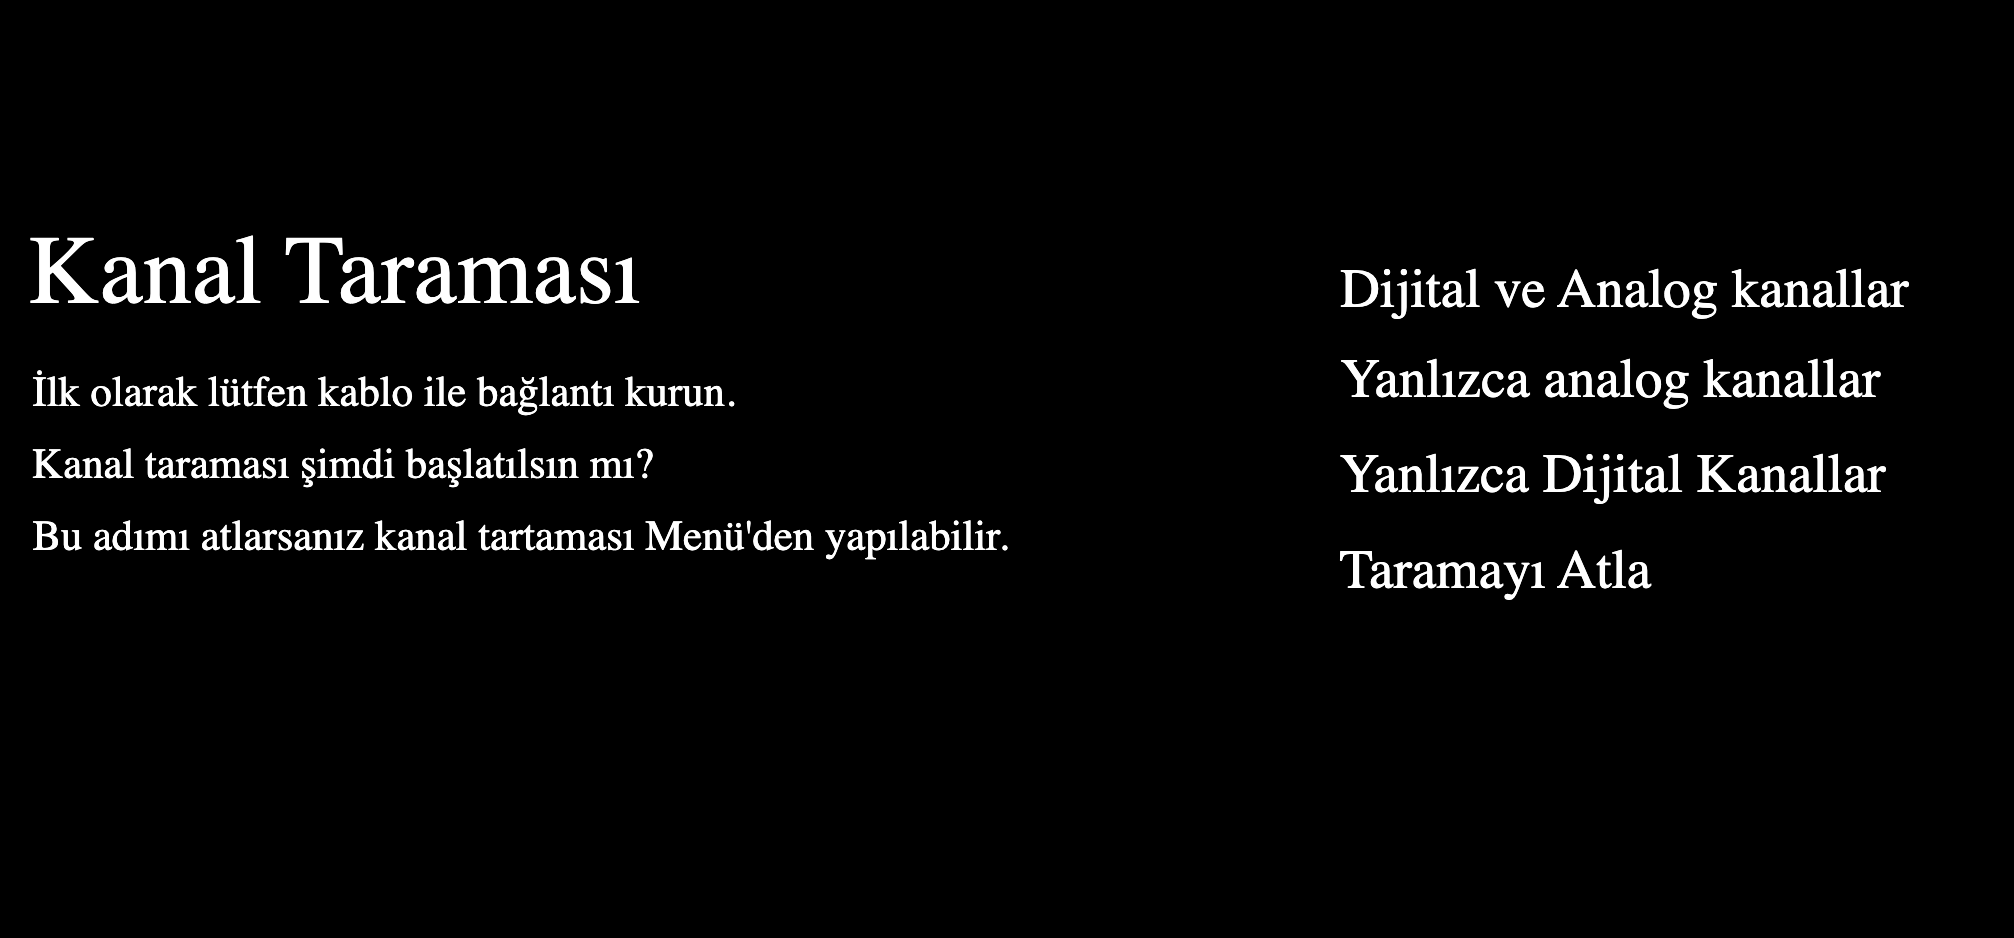 Kanal Taraması
İlk olarak lütfen kablo ile bağlantı kurun.
Kanal taraması şimdi başlatılsın mı?
Bu adımı atlarsanız kanal tartaması Menü'den yapılabilir.
Dijital ve Analog kanallar
Yanlızca analog kanallar
Yanlızca Dijital Kanallar
Taramayı Atla